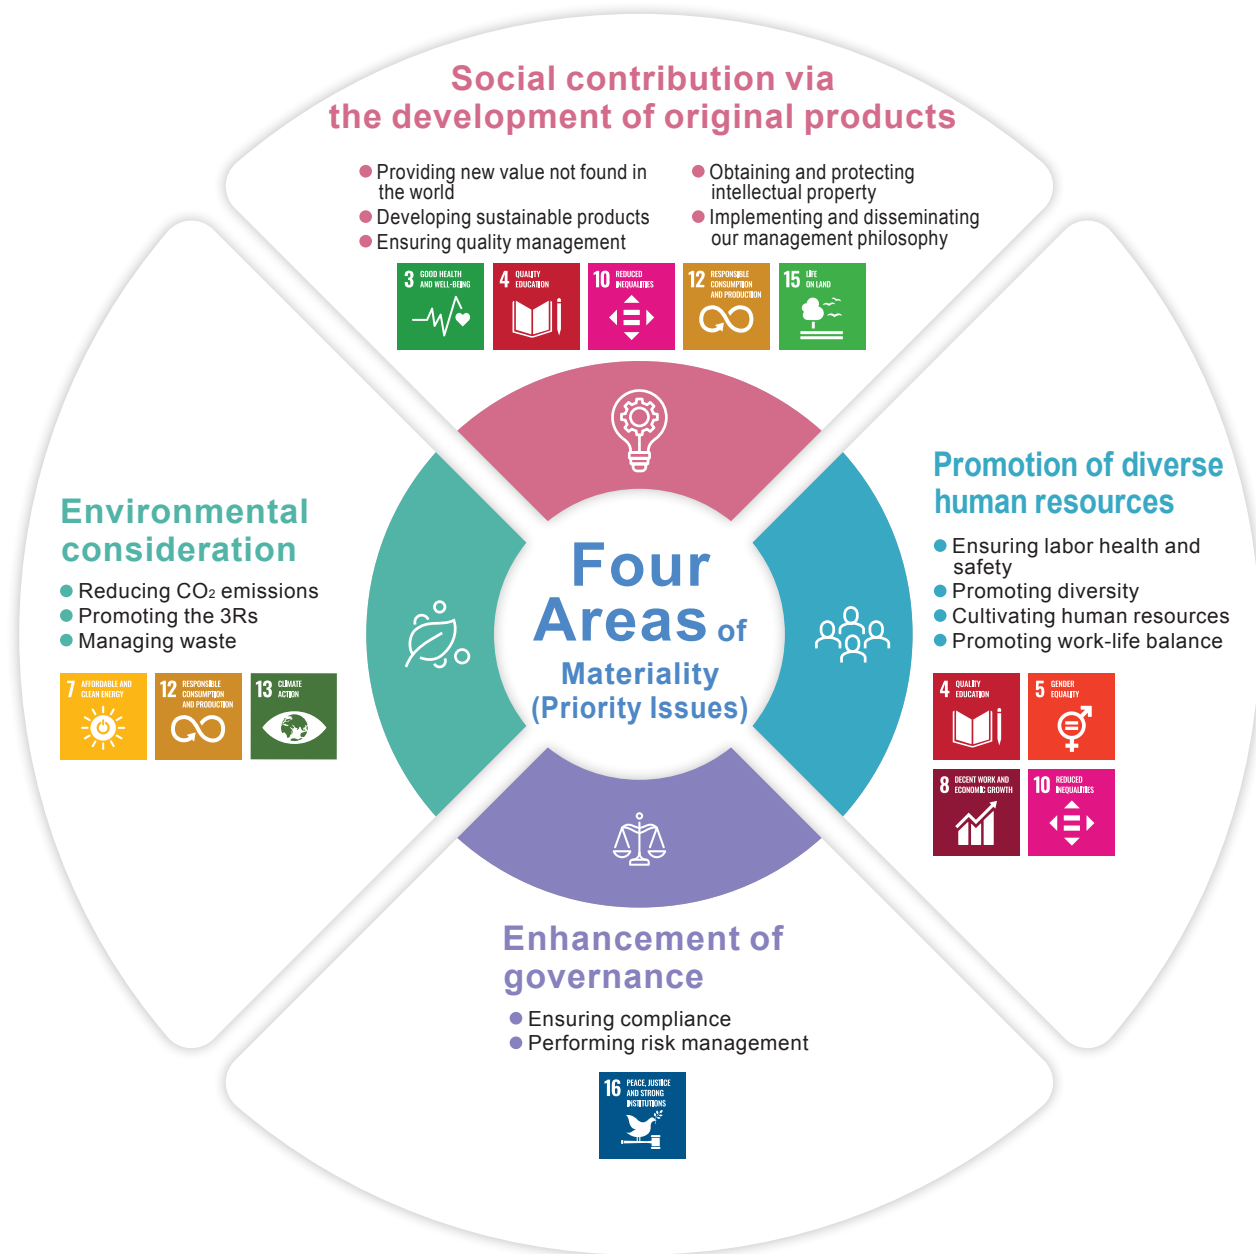 Social contribution via
the development of original products
● Providing new value not found in
the world
● Developing sustainable products
● Ensuring quality management
● Obtaining and protecting
intellectual property
● Implementing and disseminating
our management philosophy
3 GOOD HEALTH
AND WELL-BEING
4 QUALITY
EDUCATION
10 REDUCED
INEQUALITIES
12 RESPONSIBLE
CONSUMPTION
AND PRODUCTION
15 LIFE
ON LAND
Environmental
consideration
● Reducing CO₂ emissions
● Promoting the 3Rs
● Managing waste
7 AFFORDABLE AND
CLEAN ENERGY
12 RESPONSIBLE
CONSUMPTION
AND PRODUCTION
13 CLIMATE
ACTION
Four
Areas of
Materiality
(Priority Issues)
Promotion of diverse
human resources
● Ensuring labor health and
safety
● Promoting diversity
● Cultivating human resources
● Promoting work-life balance
4 QUALITY
EDUCATION
5 GENDER
EQUALITY
8 DECENT WORK AND
ECONOMIC GROWTH
10 REDUCED
INEQUALITIES
Enhancement of
governance
● Ensuring compliance
● Performing risk management
16 PEACE, JUSTICE
AND STRONG
INSTITUTIONS